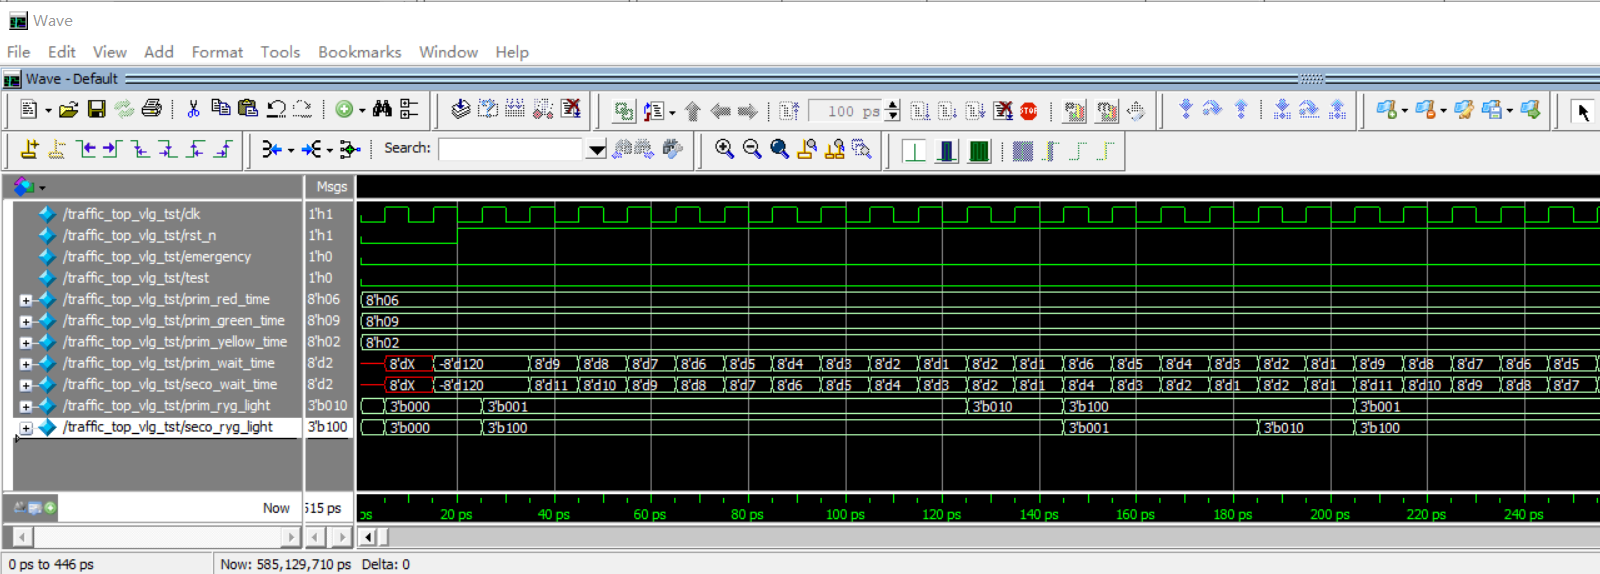 Wave
File Edit View Add Format Tools Bookmarks Window Help
Wave - Default
100 ps STOP
Search:
Msgs
/traffic_top_vlg_tst/clk 1'h1
/traffic_top_vlg_tst/rst_n 1'h1
/traffic_top_vlg_tst/emergency 1'h0
/traffic_top_vlg_tst/test 1'h0
/traffic_top_vlg_tst/prim_red_time 8'h06 8'h06
/traffic_top_vlg_tst/prim_green_time 8'h09 8'h09
/traffic_top_vlg_tst/prim_yellow_time 8'h02 8'h02
/traffic_top_vlg_tst/prim_wait_time 8'd2 8'dX -8'd120 8'd9 8'd8 8'd7 8'd6 8'd5 8'd4 8'd3 8'd2 8'd1 8'd2 8'd1 8'd6 8'd5 8'd4 8'd3 8'd2 8'd1 8'd9 8'd8 8'd7 8'd6 8'd5
/traffic_top_vlg_tst/seco_wait_time 8'd2 8'dX -8'd120 8'd11 8'd10 8'd9 8'd8 8'd7 8'd6 8'd5 8'd4 8'd3 8'd2 8'd1 8'd4 8'd3 8'd2 8'd1 8'd2 8'd1 8'd11 8'd10 8'd9 8'd8 8'd7
/traffic_top_vlg_tst/prim_ryg_light 3'b010 3'b000 3'b001 3'b010 3'b100 3'b001
/traffic_top_vlg_tst/seco_ryg_light 3'b100 3'b000 3'b100 3'b001 3'b010 3'b100
Now 515 ps ps 20 ps 40 ps 60 ps 80 ps 100 ps 120 ps 140 ps 160 ps 180 ps 200 ps 220 ps 240 ps
0 ps to 446 ps Now: 585,129,710 ps Delta: 0